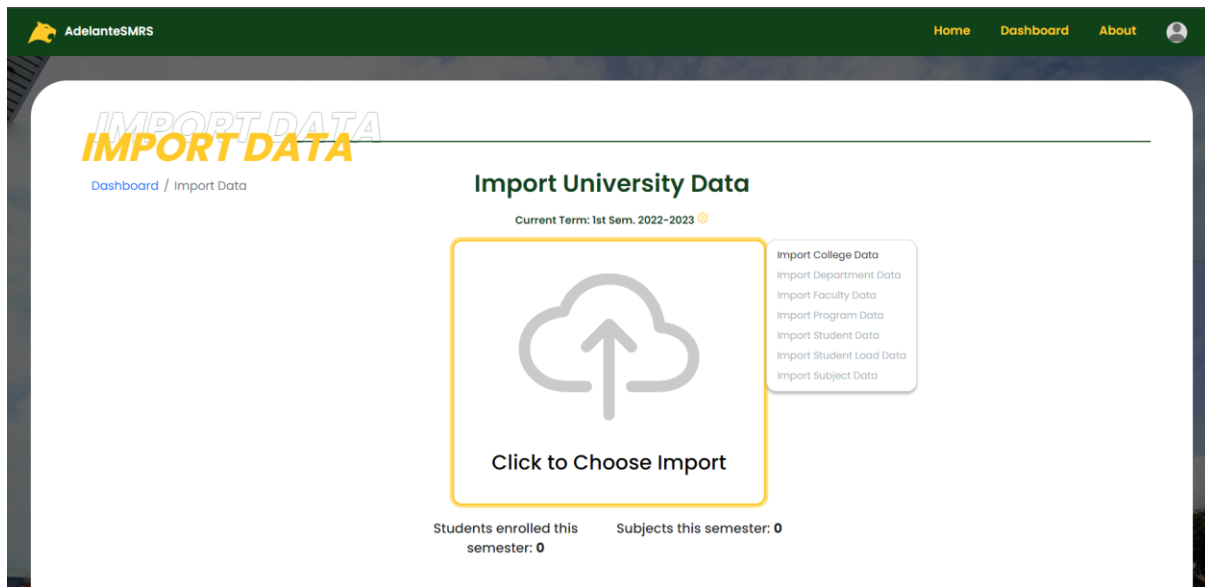 AdelanteSMRS
Home Dashboard About
IMPORT DATA
IMPORT DATA
Dashboard / Import Data
Import University Data
Current Term: 1st Sem. 2022-2023
Import College Data
Import Department Data
Import Faculty Data
Import Program Data
Import Student Data
Import Student Load Data
Import Subject Data
Click to Choose Import
Students enrolled this
semester: 0
Subjects this semester: 0